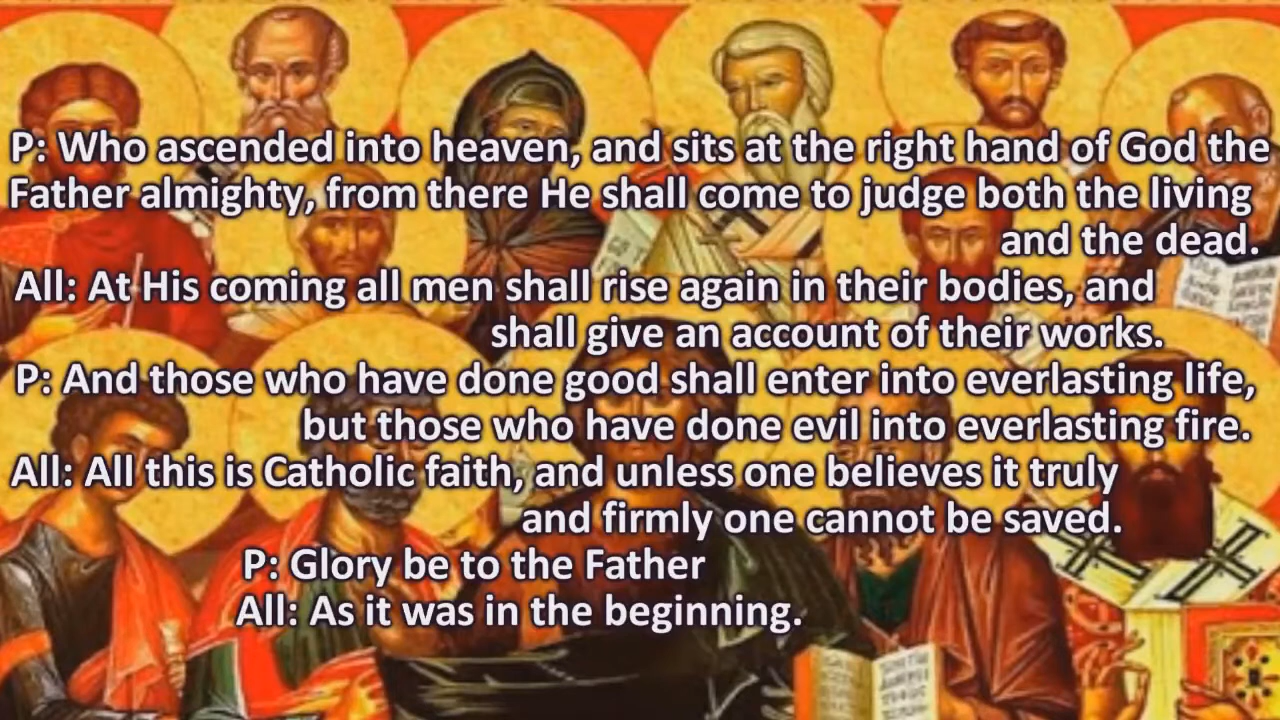 P: Who ascended into heaven, and sits at the right hand of God the
Father almighty, from there He shall come to judge both the living
and the dead.
All: At His coming all men shall rise again in their bodies, and
shall give an account of their works.
P: And those who have done good shall enter into everlasting life,
but those who have done evil into everlasting fire.
All: All this is Catholic faith, and unless one believes it truly
and firmly one cannot be saved.
P: Glory be to the Father
All: As it was in the beginning.